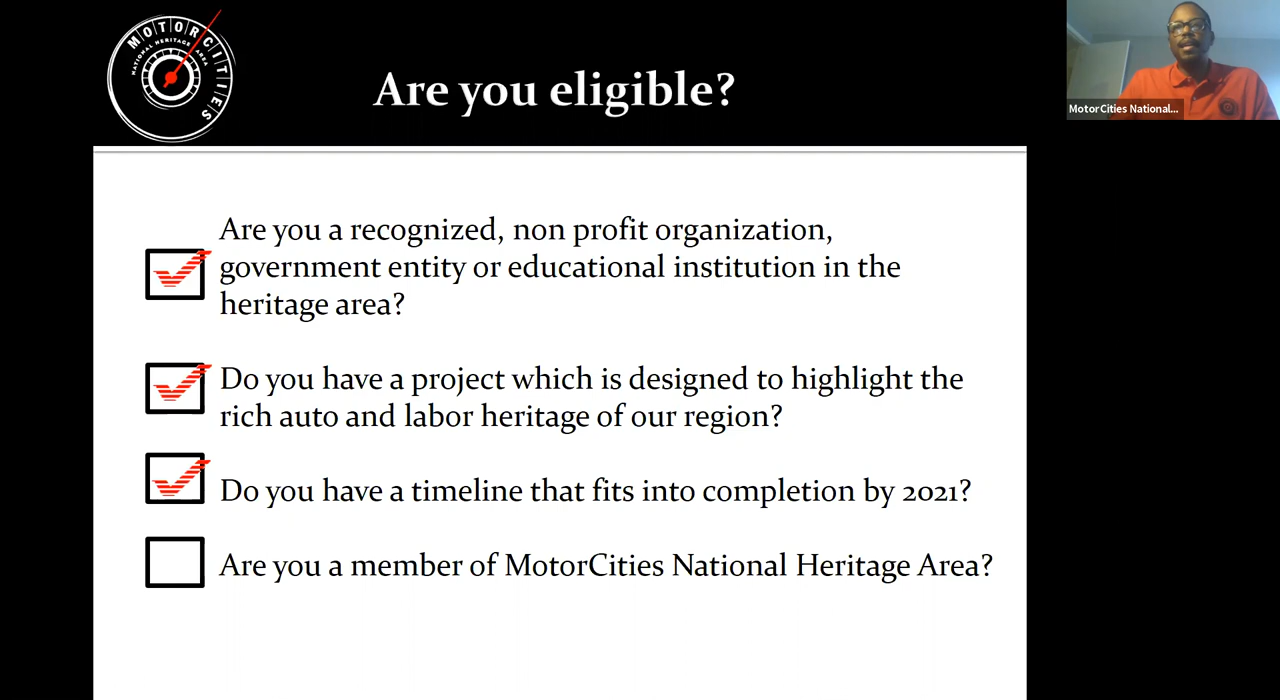 MOTORCITIES
NATIONAL HERITAGE AREA
Are you eligible?
MotorCities National...
Are you a recognized, non profit organization,
government entity or educational institution in the
heritage area?
Do you have a project which is designed to highlight the
rich auto and labor heritage of our region?
Do you have a timeline that fits into completion by 2021?
Are you a member of MotorCities National Heritage Area?